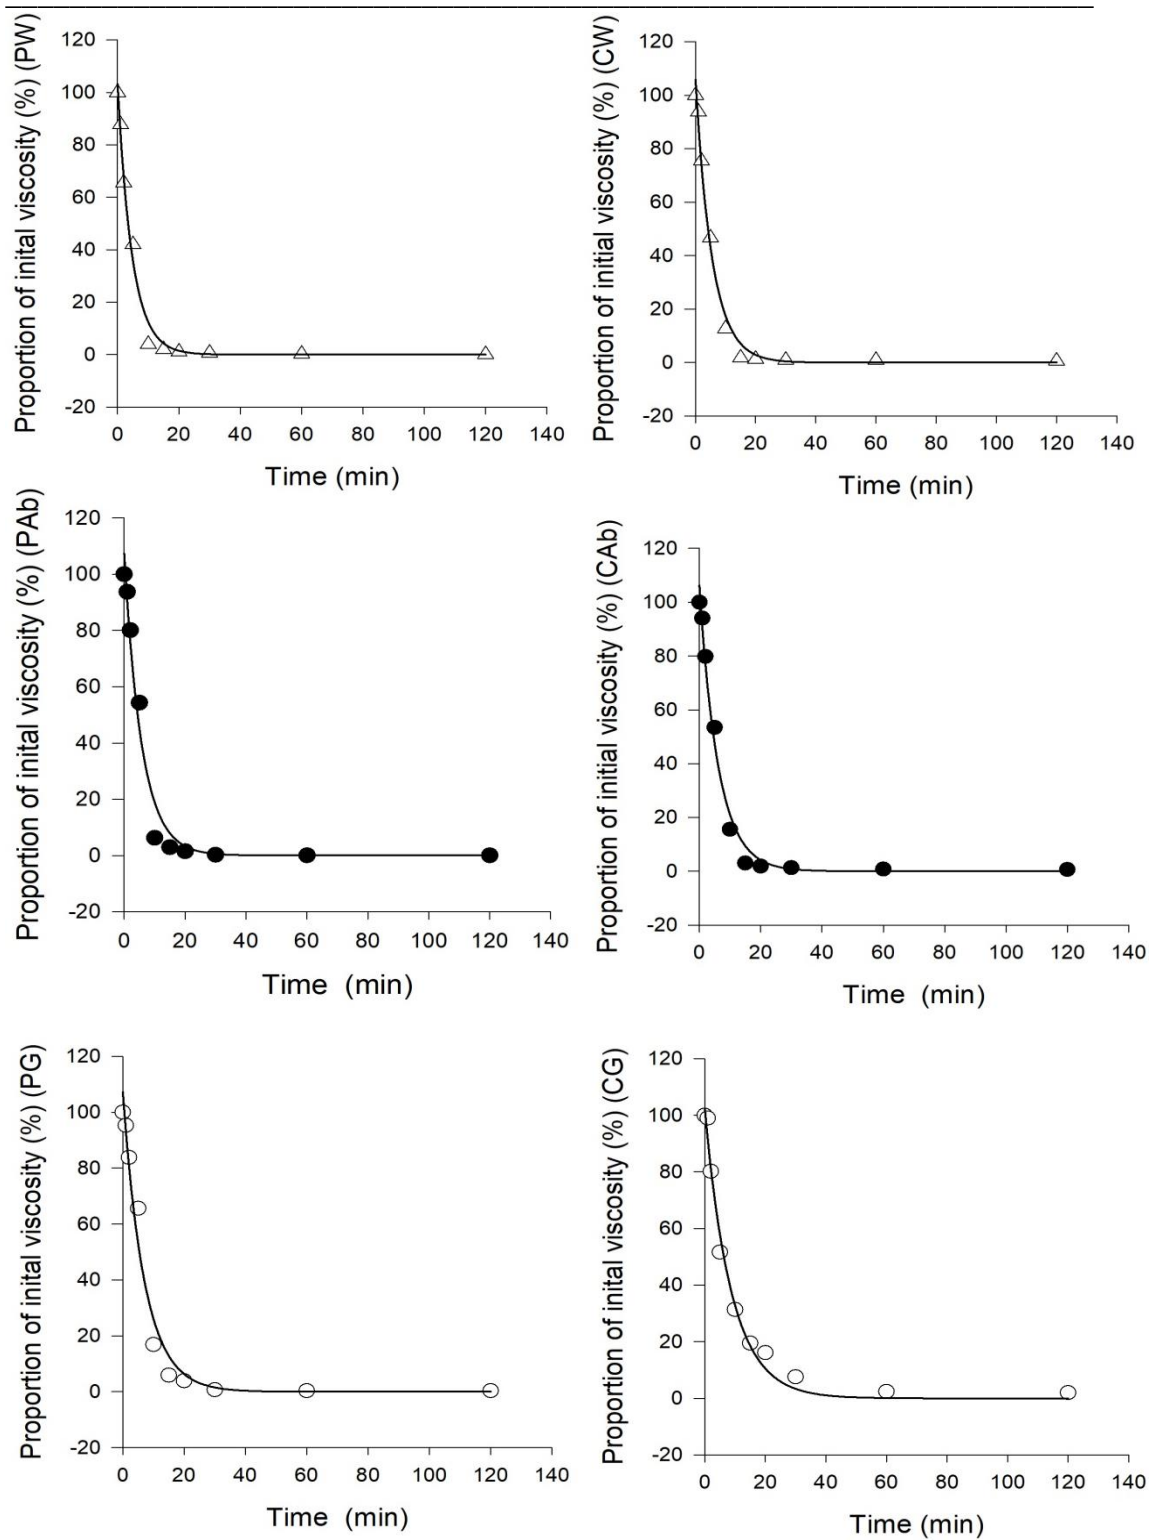 Proportion of inital viscosity (%) (PW)
120
100
80
60
40
20
0
-20
0 20 40 60 80 100 120 140
Time (min)
Proportion of initial viscosity (%) (CW)
120
100
80
60
40
20
0
-20
0 20 40 60 80 100 120 140
Time (min)
Proportion of inital viscosity (%) (PAb)
120
100
80
60
40
20
0
-20
0 20 40 60 80 100 120 140
Time (min)
Proportion of initial viscosity (%) (CAb)
120
100
80
60
40
20
0
-20
0 20 40 60 80 100 120 140
Time (min)
Proportion of inital viscosity (%) (PG)
120
100
80
60
40
20
0
-20
0 20 40 60 80 100 120 140
Time (min)
Proportion of inital viscosity (%) (CG)
120
100
80
60
40
20
0
-20
0 20 40 60 80 100 120 140
Time (min)